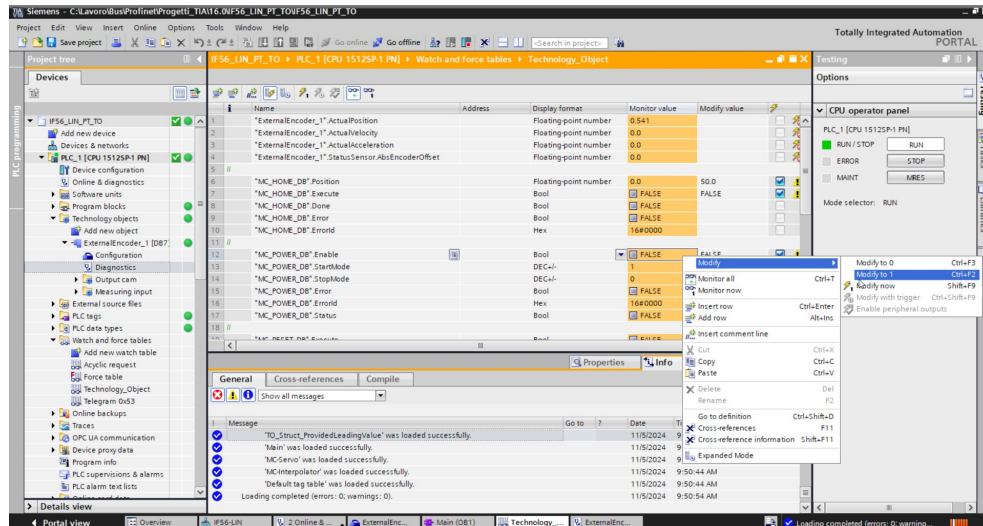 Siemens - C:\Lavoro\Bus\Profinet\Progetti_TIA\16.0\IF56_LIN_PT_TO\IF56_LIN_PT_TO
Project Edit View Insert Online Options Tools Window Help
Totally Integrated Automation
PORTAL
Save project
Go online
Go offline
<Search in project>
Project tree
IF56_LIN_PT_TO PLC_1 [CPU 1512SP-1 PN] Watch and force tables Technology_Object
Testing
Devices
Options
PLC programming
i Name Address Display format Monitor value Modify value
1 "ExternalEncoder_1".ActualPosition Floating-point number 0.541
2 "ExternalEncoder_1".ActualVelocity Floating-point number 0.0
3 "ExternalEncoder_1".ActualAcceleration Floating-point number 0.0
4 "ExternalEncoder_1".StatusSensor.AbsEncoderOffset Floating-point number 0.0
5 //
6 "MC_HOME_DB".Position Floating-point number 0.0 50.0
7 "MC_HOME_DB".Execute Bool FALSE FALSE
8 "MC_HOME_DB".Done Bool FALSE
9 "MC_HOME_DB".Error Bool FALSE
10 "MC_HOME_DB".ErrorId Hex 16#0000
11 //
12 "MC_POWER_DB".Enable Bool FALSE FALSE
13 "MC_POWER_DB".StartMode DEC+/- 1
14 "MC_POWER_DB".StopMode DEC+/- 0
15 "MC_POWER_DB".Error Bool FALSE
16 "MC_POWER_DB".ErrorId Hex 16#0000
17 "MC_POWER_DB".Status Bool FALSE
18 //
IF56_LIN_PT_TO
Add new device
Devices & networks
PLC_1 [CPU 1512SP-1 PN]
Device configuration
Online & diagnostics
Software units
Program blocks
Technology objects
Add new object
ExternalEncoder_1 [DB7]
Configuration
Diagnostics
Output cam
Measuring input
External source files
PLC tags
PLC data types
Watch and force tables
Add new watch table
Acyclic request
Force table
Technology_Object
Telegram 0x53
Online backups
Traces
OPC UA communication
Device proxy data
Program info
PLC supervisions & alarms
PLC alarm text lists
Details view
CPU operator panel
PLC_1 [CPU 1512SP-1 PN]
RUN / STOP RUN
ERROR STOP
MAINT MRES
Mode selector: RUN
Modify
Monitor all Ctrl+T
Monitor now
Insert row Ctrl+Enter
Add row Alt+Ins
Insert comment line
Cut Ctrl+X
Copy Ctrl+C
Paste Ctrl+V
Delete Del
Rename F2
Go to definition Ctrl+Shift+D
Cross-references F11
Cross-reference information Shift+F11
Expanded Mode
Modify to 0 Ctrl+F3
Modify to 1 Ctrl+F2
Modify now Shift+F9
Modify with trigger Ctrl+Shift+F9
Enable peripheral outputs
Properties
Info
General Cross-references Compile
Show all messages
! Message Go to ? Date
'TO_Struct_ProvidedLeadingValue' was loaded successfully. 11/5/2024
'Main' was loaded successfully. 11/5/2024
'MC-Servo' was loaded successfully. 11/5/2024
'MC-Interpolator' was loaded successfully. 11/5/2024 9:50:44 AM
'Default tag table' was loaded successfully. 11/5/2024 9:50:44 AM
Loading completed (errors: 0; warnings: 0). 11/5/2024 9:50:54 AM
Portal view
Overview
IF56-LIN
2 Online & ...
ExternalEnc...
Main (OB1)
Technology_...
ExternalEnc...
Loading completed (errors: 0; warning...